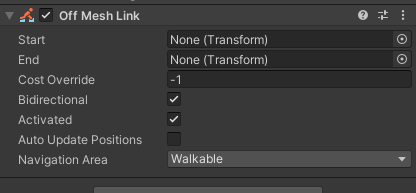 Off Mesh Link
Start None (Transform)
End None (Transform)
Cost Override -1
Bidirectional
Activated
Auto Update Positions
Navigation Area Walkable